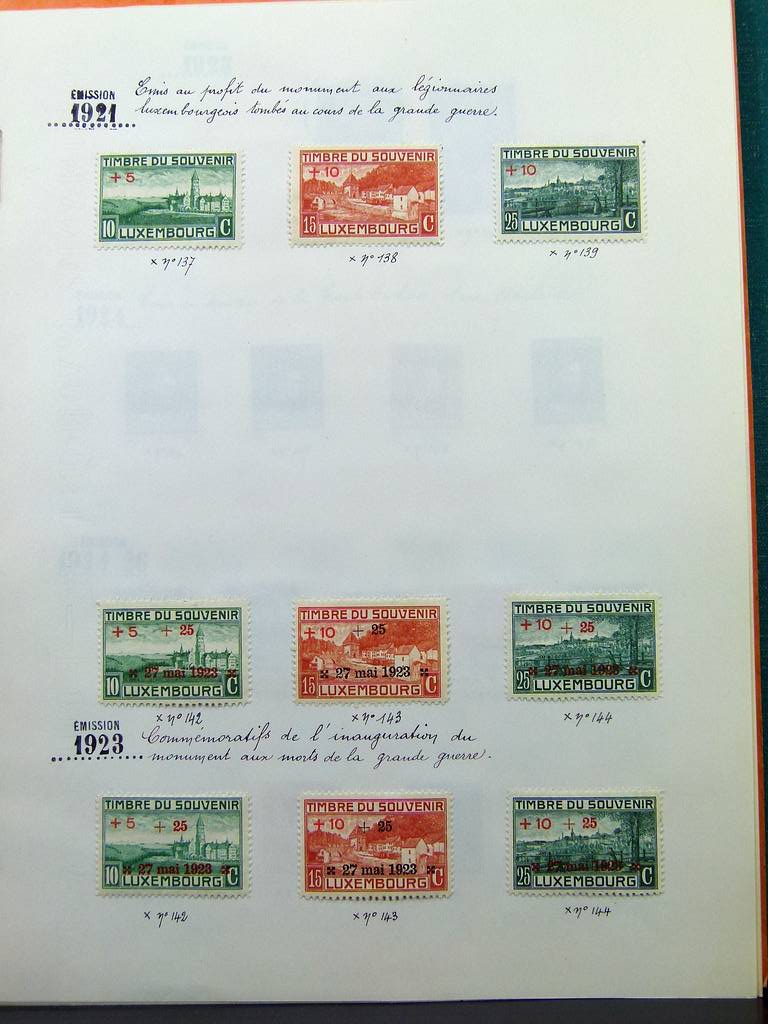 ÉMISSION
1921
Emis au profit du monument aux légionnaires
luxembourgeois tombés au cours de la grande guerre.
TIMBRE DU SOUVENIR
+5
10 LUXEMBOURG C
TIMBRE DU SOUVENIR
+10
15 LUXEMBOURG C
TIMBRE DU SOUVENIR
+10
25 LUXEMBOURG C
x nº 137
x nº 138
x nº 139
TIMBRE DU SOUVENIR
+5 +25
27 mai 1923
10 LUXEMBOURG C
TIMBRE DU SOUVENIR
+10 +25
27 mai 1923
15 LUXEMBOURG C
TIMBRE DU SOUVENIR
+10 +25
27 mai 1923
25 LUXEMBOURG C
x nº 142
x nº 143
x nº 144
ÉMISSION
1923
Commémoratifs de l'inauguration du
monument aux morts de la grande guerre.
TIMBRE DU SOUVENIR
+5 +25
27 mai 1923
10 LUXEMBOURG C
TIMBRE DU SOUVENIR
+10 +25
27 mai 1923
15 LUXEMBOURG C
TIMBRE DU SOUVENIR
+10 +25
27 mai 1923
25 LUXEMBOURG C
x nº 142
x nº 143
x nº 144